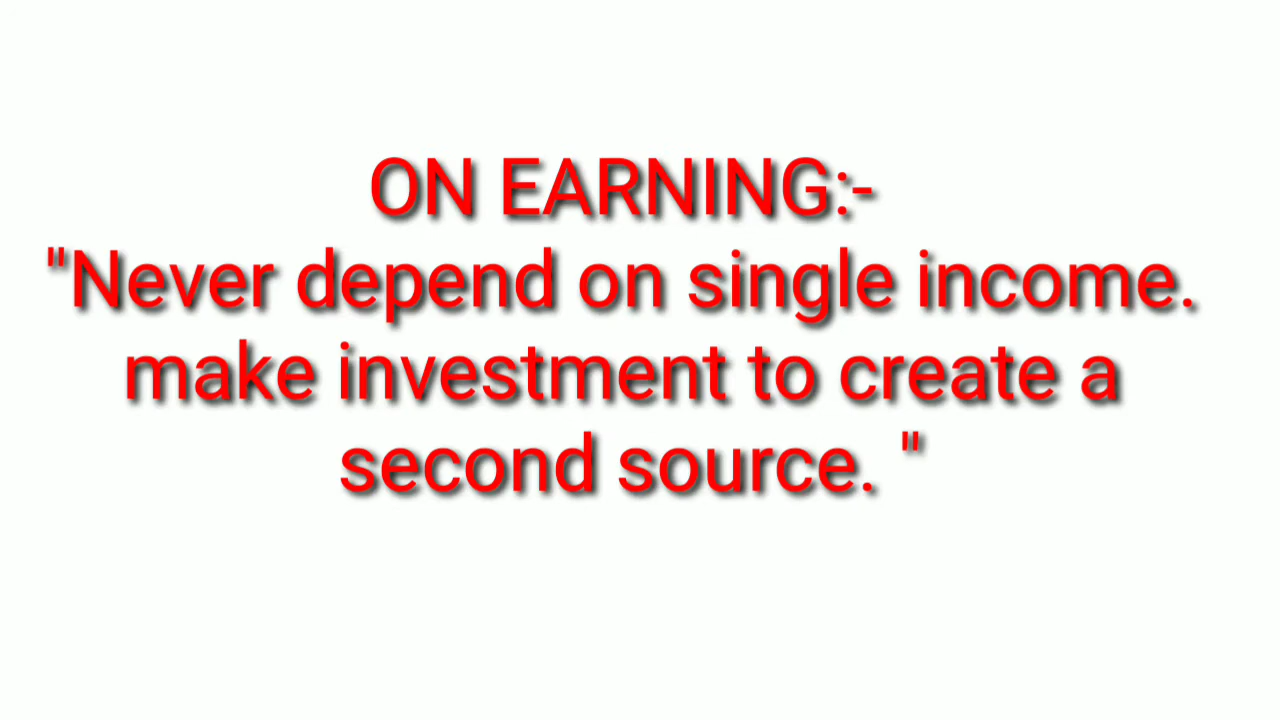 ON EARNING:-
"Never depend on single income.
make investment to create a
second source. "